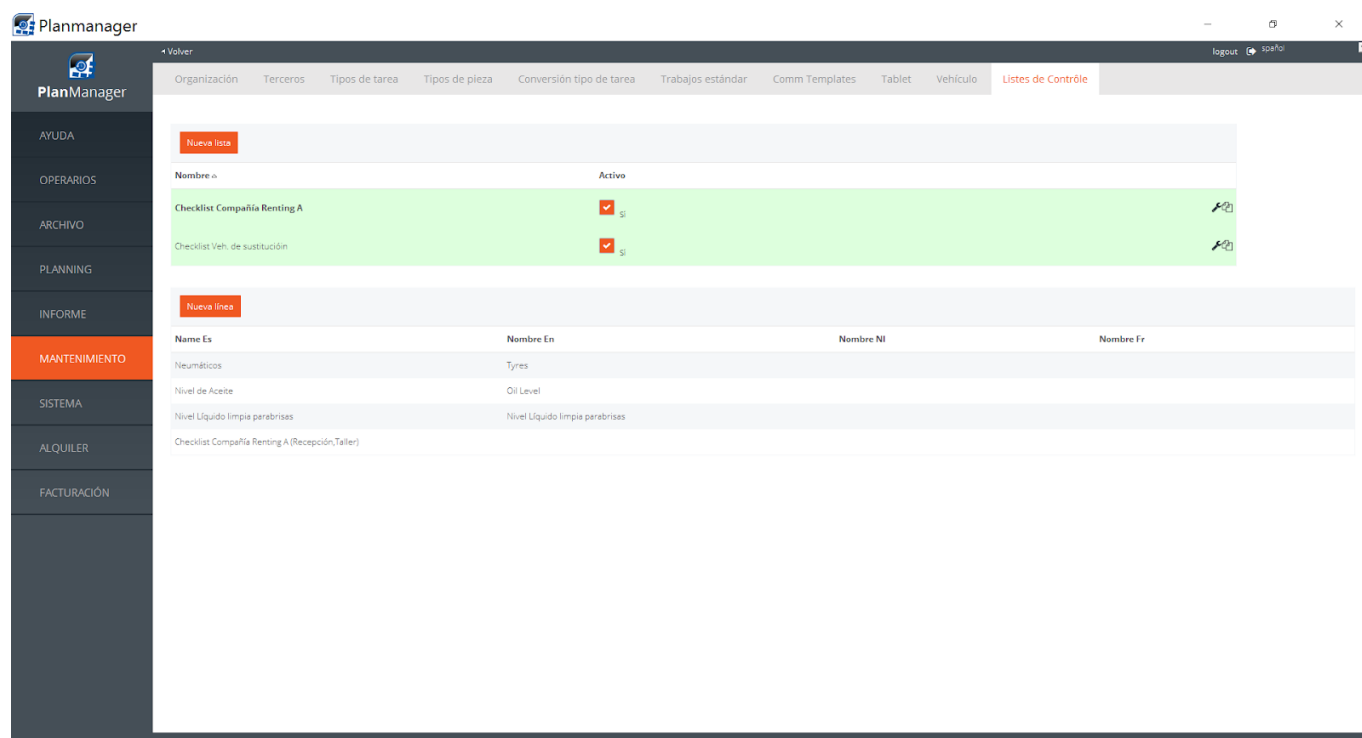 Planmanager
Volver
logout spañol
PlanManager
Organización Terceros Tipos de tarea Tipos de pieza Conversión tipo de tarea Trabajos estándar Comm Templates Tablet Vehículo Listes de Contrôle
AYUDA
OPERARIOS
ARCHIVO
PLANNING
INFORME
MANTENIMIENTO
SISTEMA
ALQUILER
FACTURACIÓN
Nueva lista
Nombre Activo
Checklist Compañía Renting A SI
Checklist Veh. de sustitucióin SI
Nueva línea
Name Es Nombre En Nombre Nl Nombre Fr
Neumáticos Tyres
Nivel de Aceite Oil Level
Nivel Líquido limpia parabrisas Nivel Líquido limpia parabrisas
Checklist Compañía Renting A (Recepción,Taller)